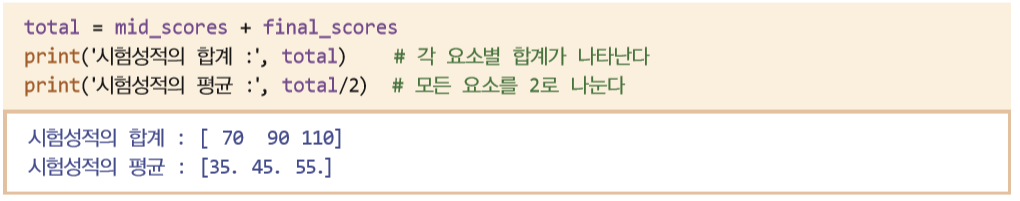 total = mid_scores + final_scores
print('시험성적의 합계 :', total)    # 각 요소별 합계가 나타난다
print('시험성적의 평균 :', total/2)  # 모든 요소를 2로 나눈다
시험성적의 합계 : [ 70  90 110]
시험성적의 평균 : [35. 45. 55.]